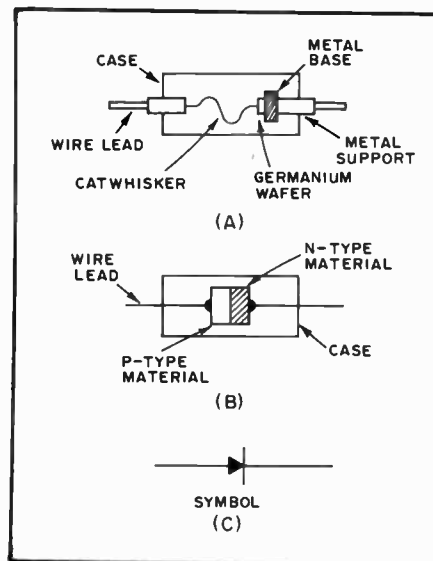 METAL
BASE
CASE
WIRE LEAD
METAL
SUPPORT
CATWHISKER
GERMANIUM
WAFER
(A)
N-TYPE
MATERIAL
WIRE
LEAD
P-TYPE
MATERIAL
CASE
(B)
SYMBOL
(C)